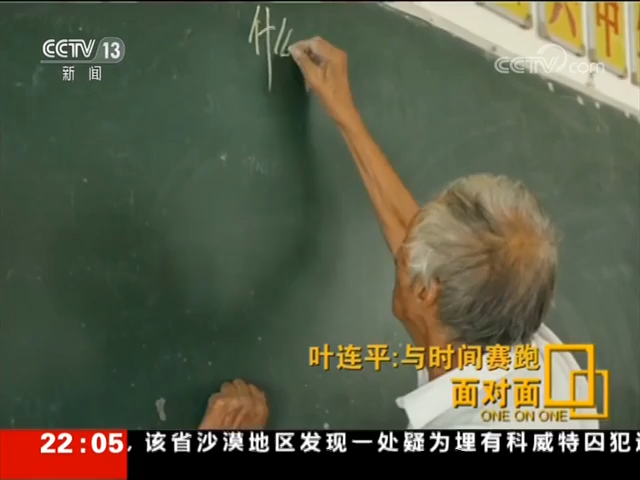 CCTV 13
新闻
什么
CCTV.com
叶连平:与时间赛跑
面对面
ONE ON ONE
22:05
,该省沙漠地区发现一处疑为埋有科威特囚犯